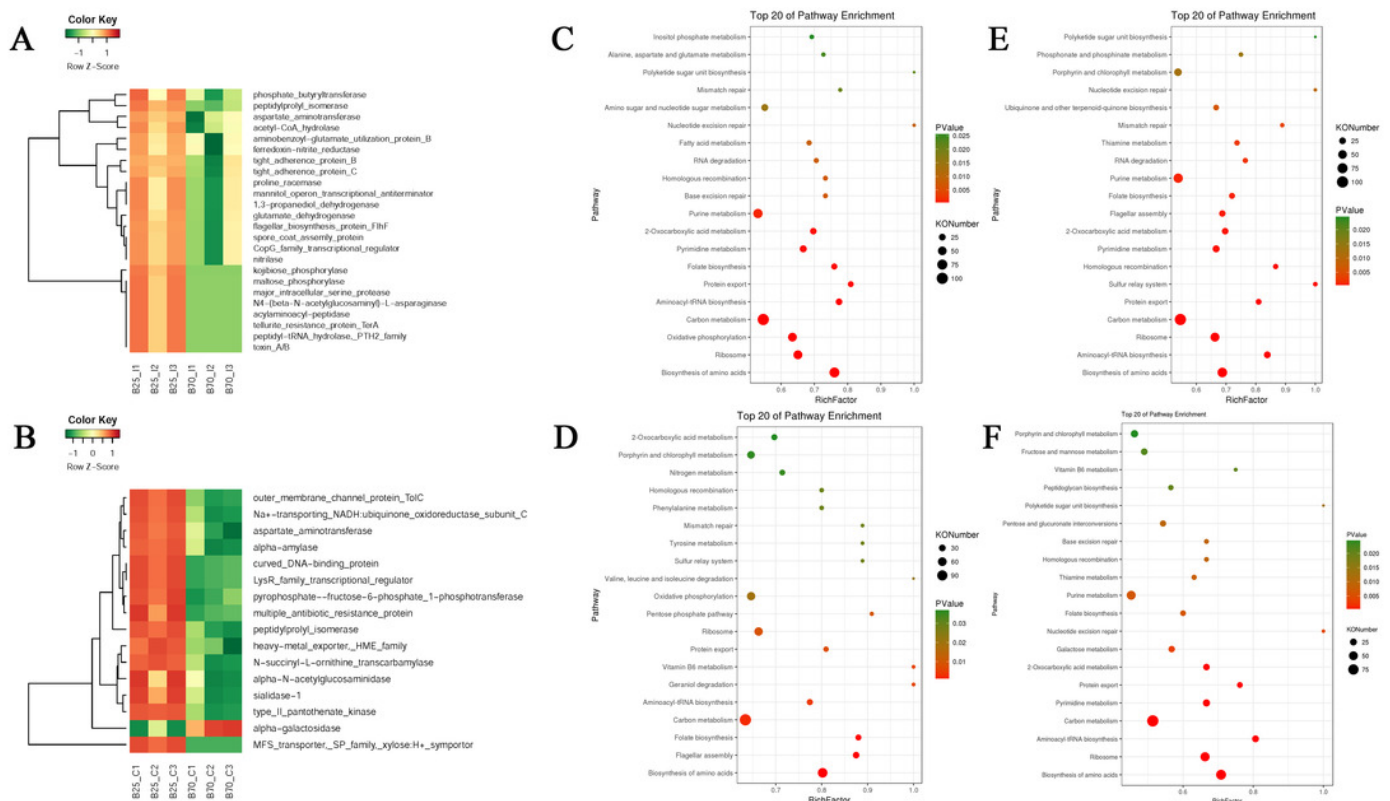 A
Color Key
-1 1
Row Z-Score
phosphate_butyryltransferase
peptidylprolyl_isomerase
aspartate_aminotransferase
acetyl-CoA_hydrolase
aminobenzoyl-glutamate_utilization_protein_B
ferredoxin-nitrite_reductase
tight_adherence_protein_B
tight_adherence_protein_C
proline_racemase
mannitol_operon_transcriptional_antiterminator
1,3-propanediol_dehydrogenase
glutamate_dehydrogenase
flagellar_biosynthesis_protein_FlhF
spore_coat_assembly_protein
CopG_family_transcriptional_regulator
nitrilase
kojibiose_phosphorylase
maltose_phosphorylase
major_intracellular_serine_protease
N4-(beta-N-acetylglucosaminyl)-L-asparaginase
acylaminoacyl-peptidase
tellurite_resistance_protein_TerA
peptidyl-tRNA_hydrolase,_PTH2_family
toxin_A/B
B25_I1
B25_I2
B25_I3
B70_I1
B70_I2
B70_I3
B
Color Key
-1 0 1
Row Z-Score
outer_membrane_channel_protein_TolC
Na+-transporting_NADH:ubiquinone_oxidoreductase_subunit_C
aspartate_aminotransferase
alpha-amylase
curved_DNA-binding_protein
LysR_family_transcriptional_regulator
pyrophosphate--fructose-6-phosphate_1-phosphotransferase
multiple_antibiotic_resistance_protein
peptidylprolyl_isomerase
heavy-metal_exporter,_HME_family
N-succinyl-L-ornithine_transcarbamylase
alpha-N-acetylglucosaminidase
sialidase-1
type_II_pantothenate_kinase
alpha-galactosidase
MFS_transporter,_SP_family,_xylose:H+_symportor
B25_C1
B25_C2
B25_C3
B70_C1
B70_C2
B70_C3
C
Top 20 of Pathway Enrichment
Inositol phosphate metabolism
Alanine, aspartate and glutamate metabolism
Polyketide sugar unit biosynthesis
Mismatch repair
Amino sugar and nucleotide sugar metabolism
Nucleotide excision repair
Fatty acid metabolism
RNA degradation
Homologous recombination
Base excision repair
Purine metabolism
2-Oxocarboxylic acid metabolism
Pyrimidine metabolism
Folate biosynthesis
Protein export
Aminoacyl-tRNA biosynthesis
Carbon metabolism
Oxidative phosphorylation
Ribosome
Biosynthesis of amino acids
Pathway
0.6 0.7 0.8 0.9 1.0
RichFactor
PValue
0.025
0.020
0.015
0.010
0.005
KONumber
25
50
75
100
D
Top 20 of Pathway Enrichment
2-Oxocarboxylic acid metabolism
Porphyrin and chlorophyll metabolism
Nitrogen metabolism
Homologous recombination
Phenylalanine metabolism
Mismatch repair
Tyrosine metabolism
Sulfur relay system
Valine, leucine and isoleucine degradation
Oxidative phosphorylation
Pentose phosphate pathway
Ribosome
Protein export
Vitamin B6 metabolism
Geraniol degradation
Aminoacyl-tRNA biosynthesis
Carbon metabolism
Folate biosynthesis
Flagellar assembly
Biosynthesis of amino acids
Pathway
0.7 0.8 0.9 1.0
RichFactor
KONumber
30
60
90
PValue
0.03
0.02
0.01
E
Top 20 of Pathway Enrichment
Polyketide sugar unit biosynthesis
Phosphonate and phosphinate metabolism
Porphyrin and chlorophyll metabolism
Nucleotide excision repair
Ubiquinone and other terpenoid-quinone biosynthesis
Mismatch repair
Thiamine metabolism
RNA degradation
Purine metabolism
Folate biosynthesis
Flagellar assembly
2-Oxocarboxylic acid metabolism
Pyrimidine metabolism
Homologous recombination
Sulfur relay system
Protein export
Carbon metabolism
Ribosome
Aminoacyl-tRNA biosynthesis
Biosynthesis of amino acids
Pathway
0.6 0.7 0.8 0.9 1.0
RichFactor
KONumber
25
50
75
100
PValue
0.020
0.015
0.010
0.005
F
Top 20 of Pathway Enrichment
Porphyrin and chlorophyll metabolism
Fructose and mannose metabolism
Vitamin B6 metabolism
Peptidoglycan biosynthesis
Polyketide sugar unit biosynthesis
Pentose and glucuronate interconversions
Base excision repair
Homologous recombination
Thiamine metabolism
Purine metabolism
Folate biosynthesis
Nucleotide excision repair
Galactose metabolism
2-Oxocarboxylic acid metabolism
Protein export
Pyrimidine metabolism
Carbon metabolism
Aminoacyl tRNA biosynthesis
Ribosome
Biosynthesis of amino acids
Pathway
0.6 0.8 1.0
RichFactor
PValue
0.020
0.015
0.010
0.005
KONumber
25
50
75